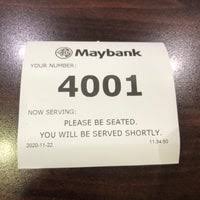 Maybank
YOUR NUMBER:
4001
NOW SERVING:
PLEASE BE SEATED.
YOU WILL BE SERVED SHORTLY.
2020-11-22 11:34:50